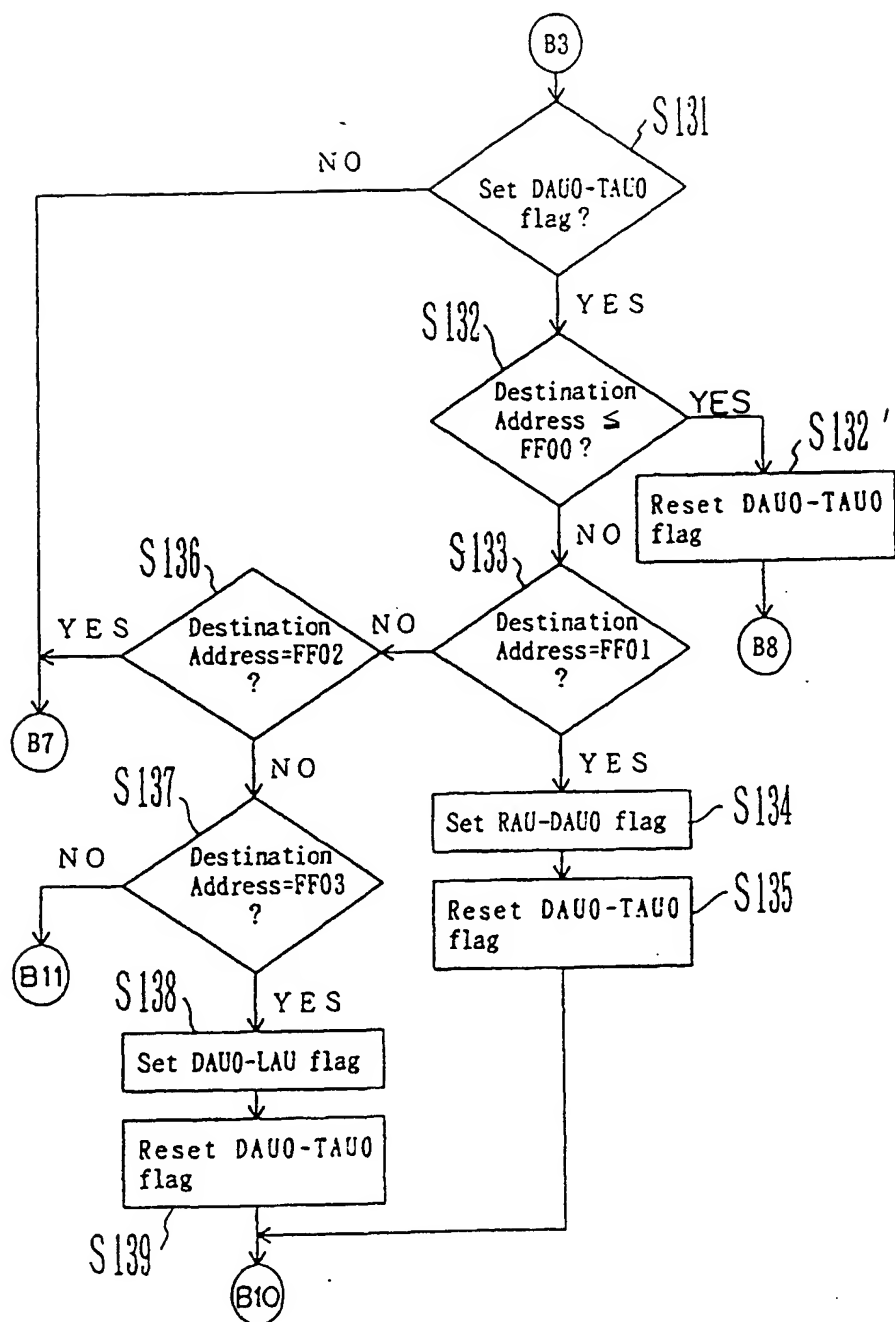 B3
S131
NO
Set DAU0-TAU0
flag?
YES
S132
Destination
Address ≦
FF00?
YES
S132'
Reset DAU0-TAU0
flag
B8
NO
S133
Destination
Address=FF01
?
NO
S136
Destination
Address=FF02
?
YES
B7
YES
S134
Set RAU-DAU0 flag
S135
Reset DAU0-TAU0
flag
NO
S137
Destination
Address=FF03
?
NO
B11
YES
S138
Set DAU0-LAU flag
Reset DAU0-TAU0
flag
S139
B10